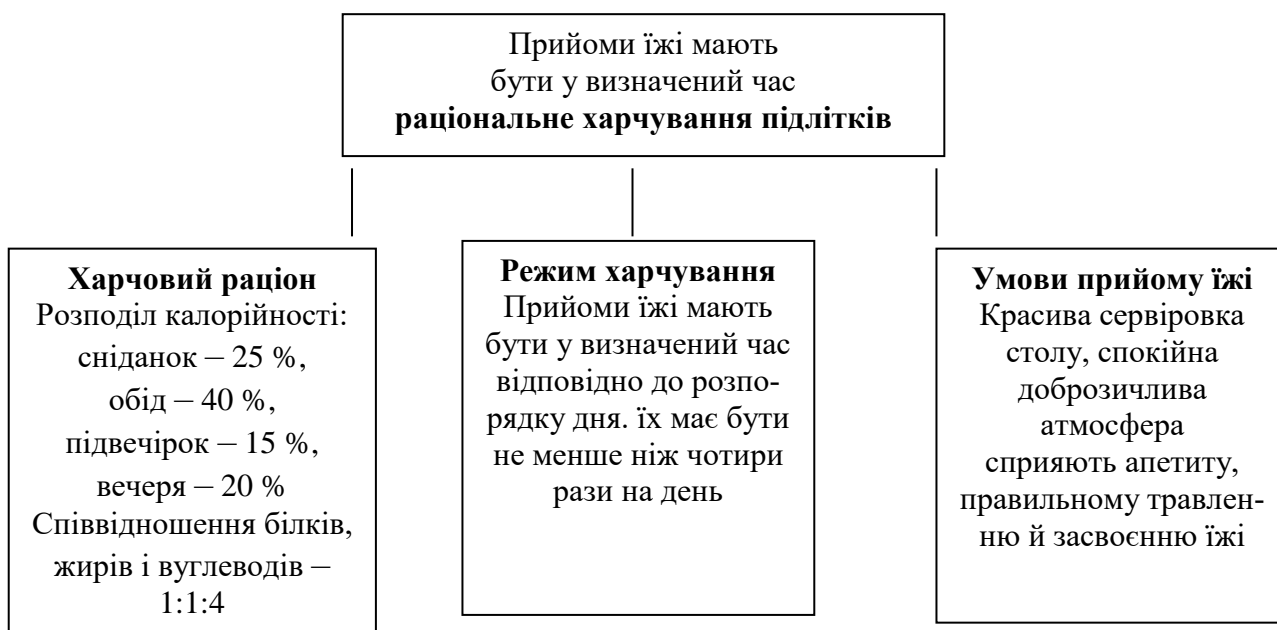 Прийоми їжі мають
бути у визначений час
раціональне харчування підлітків
Харчовий раціон
Розподіл калорійності:
сніданок – 25 %,
обід – 40 %,
підвечірок – 15 %,
вечеря – 20 %
Співвідношення білків,
жирів і вуглеводів –
1:1:4
Режим харчування
Прийоми їжі мають
бути у визначений час
відповідно до розпо-
рядку дня. їх має бути
не менше ніж чотири
рази на день
Умови прийому їжі
Красива сервіровка
столу, спокійна
доброзичлива
атмосфера
сприяють апетиту,
правильному травлен-
ню й засвоєнню їжі